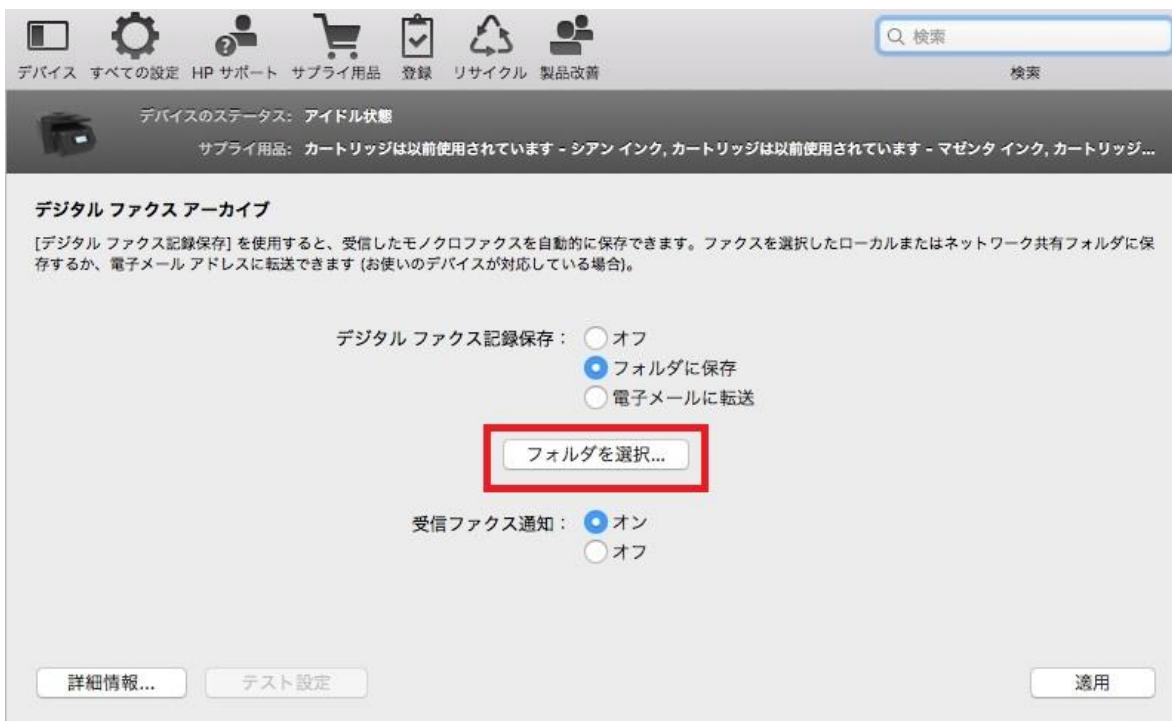 検索
デバイス すべての設定 HP サポート サプライ用品 登録 リサイクル 製品改善 検索
デバイスのステータス: アイドル状態
サプライ用品: カートリッジは以前使用されています - シアン インク, カートリッジは以前使用されています - マゼンタ インク, カートリッジ...
デジタル ファクス アーカイブ
[デジタル ファクス記録保存] を使用すると、受信したモノクロファクスを自動的に保存できます。ファクスを選択したローカルまたはネットワーク共有フォルダに保
存するか、電子メール アドレスに転送できます (お使いのデバイスが対応している場合)。
デジタル ファクス記録保存： オフ
フォルダに保存
電子メールに転送
フォルダを選択...
受信ファクス通知： オン
オフ
詳細情報... テスト設定 適用